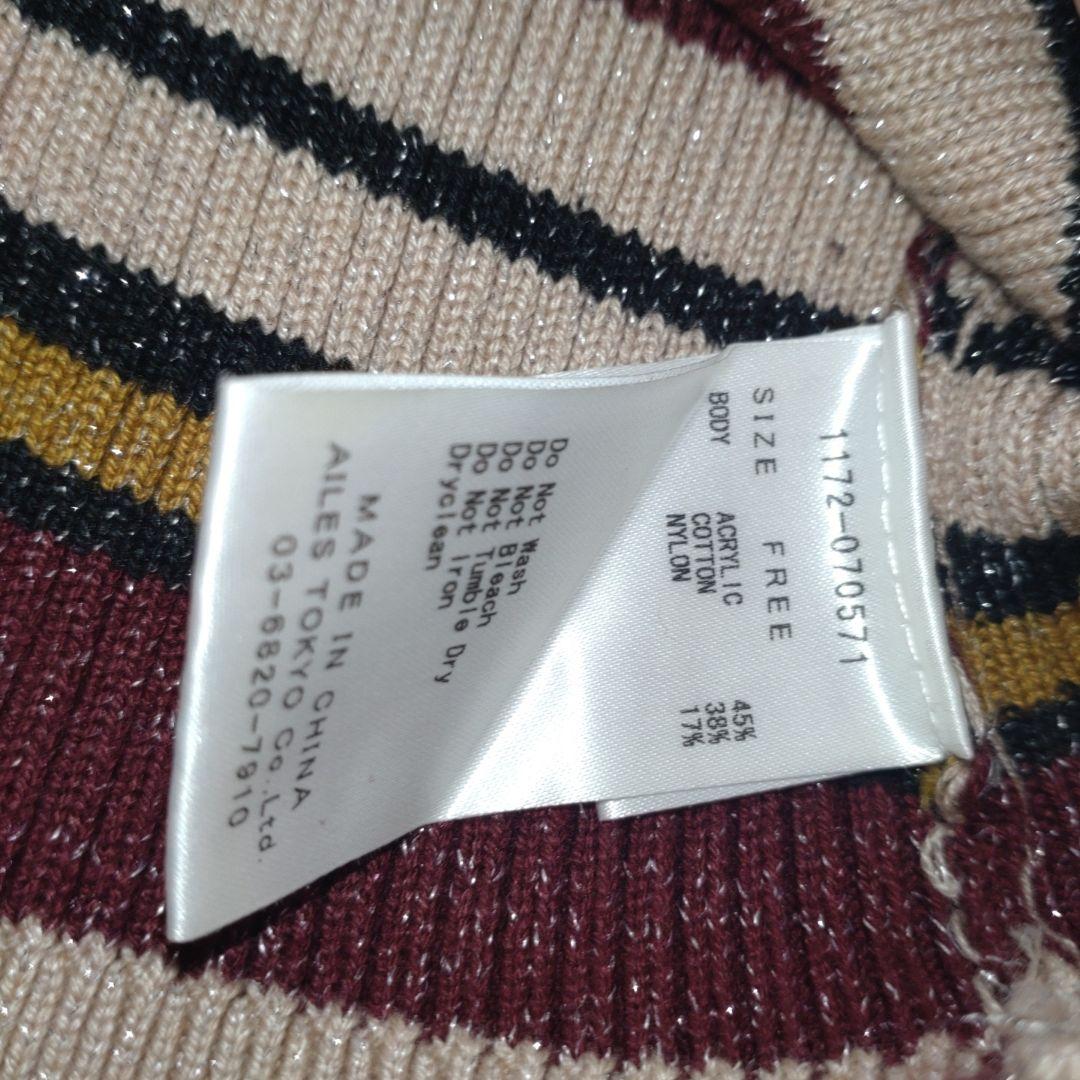 1172-070571
SIZE FREE
BODY ACRYLIC 45%
COTTON 38%
NYLON 17%
Do Not Wash
Do Not Bleach
Do Not Tumble Dry
Do Not Iron
Dryclean
MADE IN CHINA
AILES TOKYO Co.,Ltd.
03-6820-7910